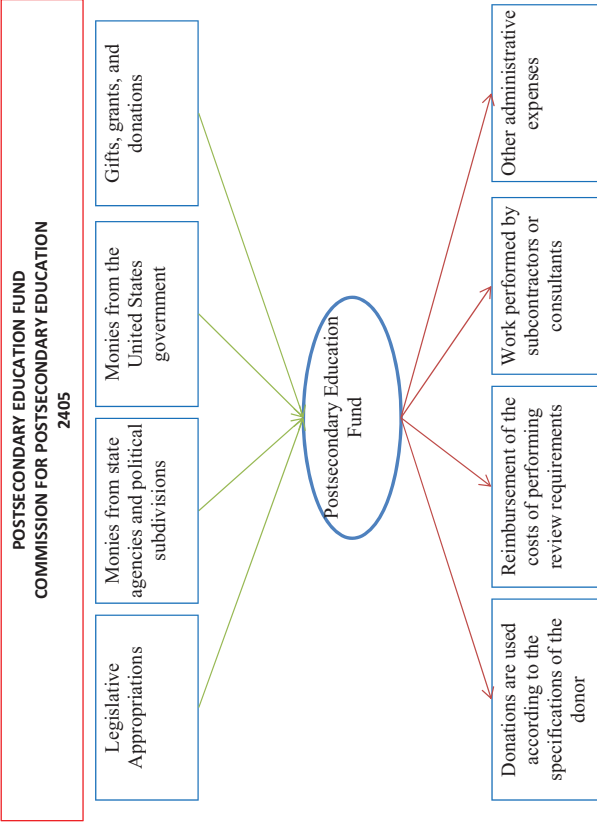 POSTSECONDARY EDUCATION FUND
COMMISSION FOR POSTSECONDARY EDUCATION
2405
Legislative
Appropriations
Monies from state
agencies and political
subdivisions
Monies from the
United States
government
Gifts, grants, and
donations
Postsecondary Education
Fund
Donations are used
according to the
specifications of the
donor
Reimbursement of the
costs of performing
review requirements
Work performed by
subcontractors or
consultants
Other administrative
expenses